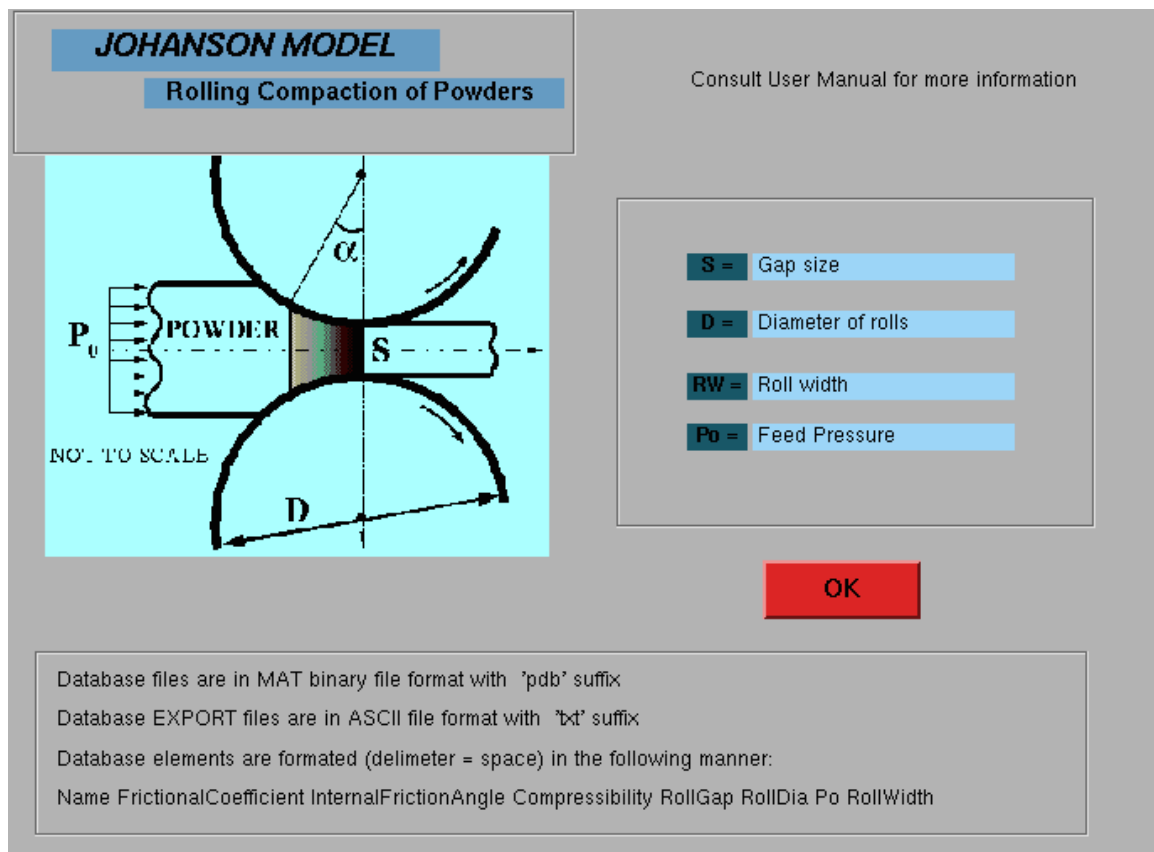 JOHANSON MODEL
Rolling Compaction of Powders
Consult User Manual for more information
α
P0
POWDER
S
NOT TO SCALE
D
S = Gap size
D = Diameter of rolls
RW = Roll width
Po = Feed Pressure
OK
Database files are in MAT binary file format with 'pdb' suffix
Database EXPORT files are in ASCII file format with 'txt' suffix
Database elements are formated (delimeter = space) in the following manner:
Name FrictionalCoefficient InternalFrictionAngle Compressibility RollGap RollDia Po RollWidth